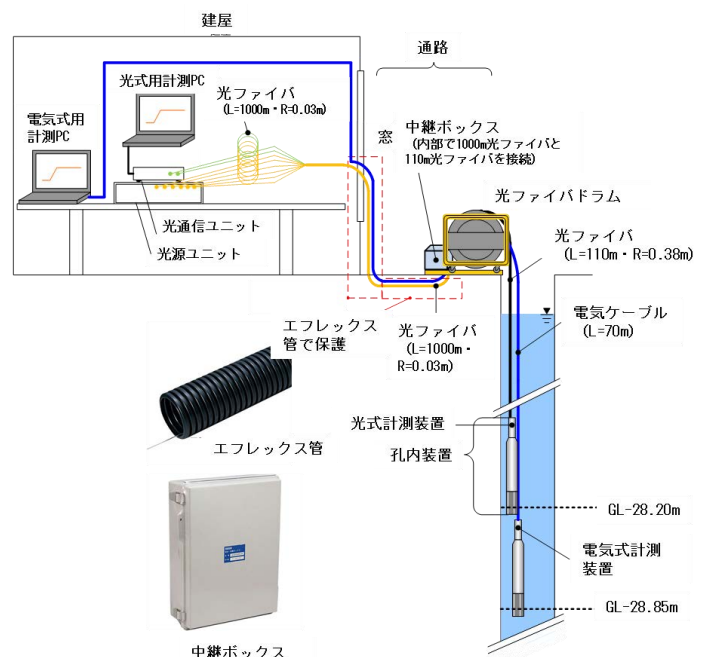 建屋
通路
光式用計測PC
光ファイバ
(L=1000m・R=0.03m)
電気式用
計測PC
窓
中継ボックス
(内部で1000m光ファイバと
110m光ファイバを接続)
光ファイバドラム
光通信ユニット
光源ユニット
光ファイバ
(L=110m・R=0.38m)
エフレックス
管で保護
光ファイバ
(L=1000m・
R=0.03m)
電気ケーブル
(L=70m)
エフレックス管
光式計測装置
孔内装置
GL-28.20m
電気式計測
装置
GL-28.85m
中継ボックス